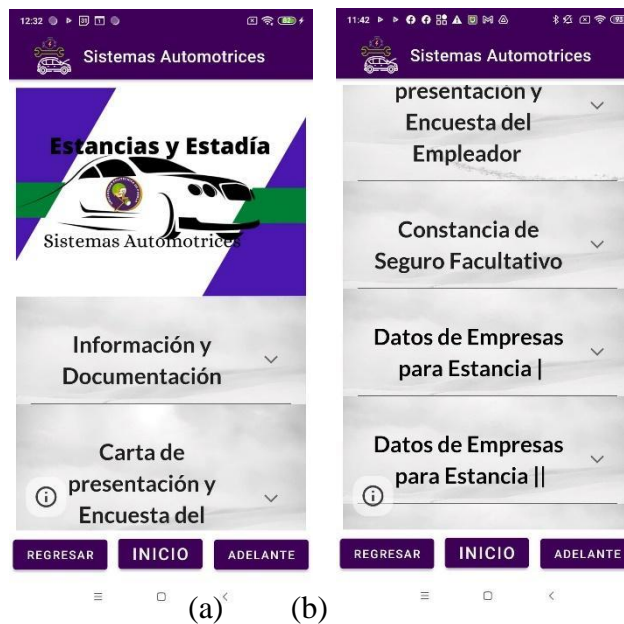 12:32
82
Sistemas Automotrices
Estancias y Estadía
Sistemas Automotrices
Información y
Documentación
Carta de
presentación y
Encuesta del
REGRESAR
INICIO
ADELANTE
(a)
11:42
93
Sistemas Automotrices
presentación y
Encuesta del
Empleador
Constancia de
Seguro Facultativo
Datos de Empresas
para Estancia |
Datos de Empresas
para Estancia ||
REGRESAR
INICIO
ADELANTE
(b)